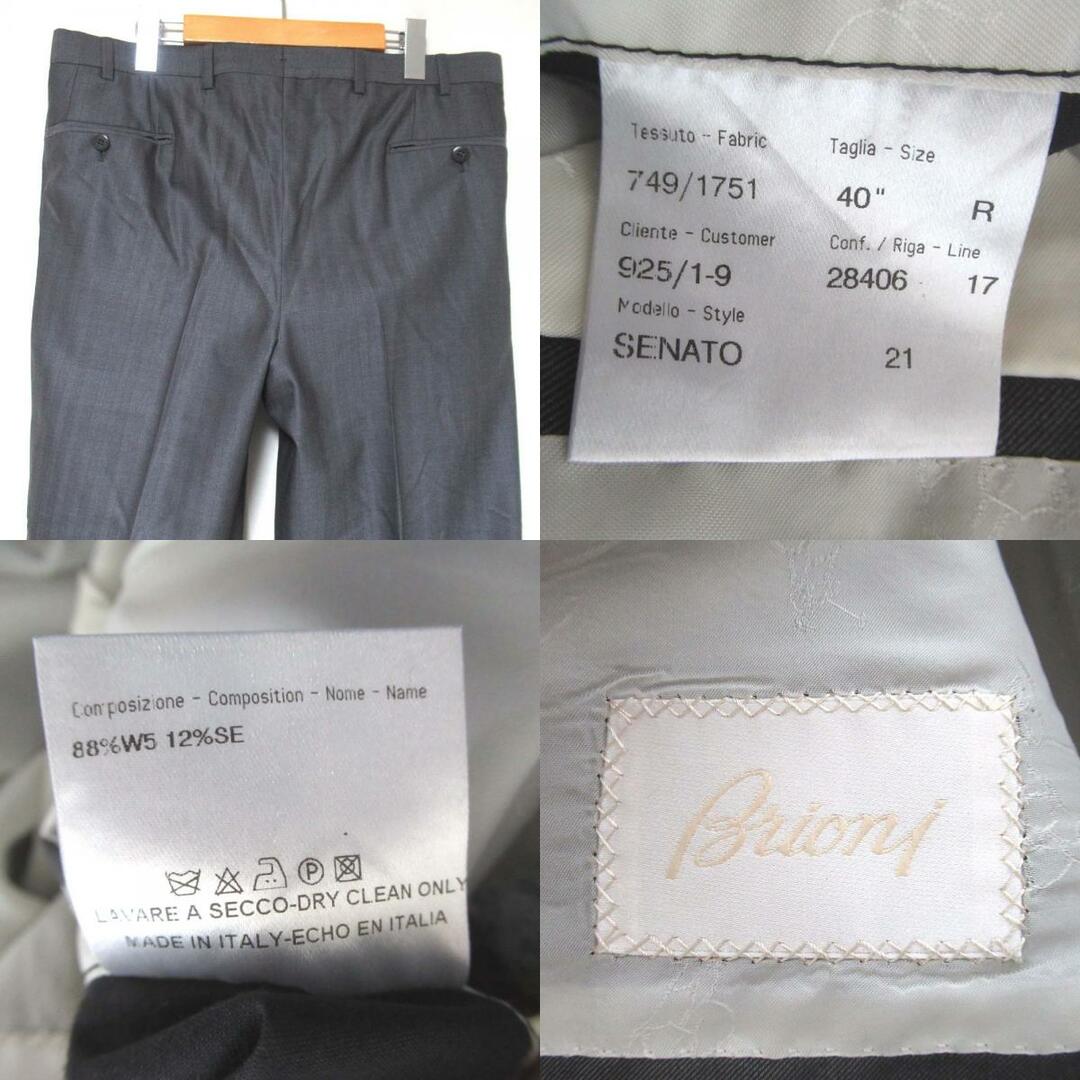 Tessuto - Fabric
Taglia - Size
749/1751
40"
R
Cliente - Customer
Conf. / Riga - Line
925/1-9
28406
17
Modello - Style
SENATO
21
Composizione - Composition - Nome - Name
88%W5 12%SE
P
LAVARE A SECCO-DRY CLEAN ONLY
MADE IN ITALY-ECHO EN ITALIA
Brioni